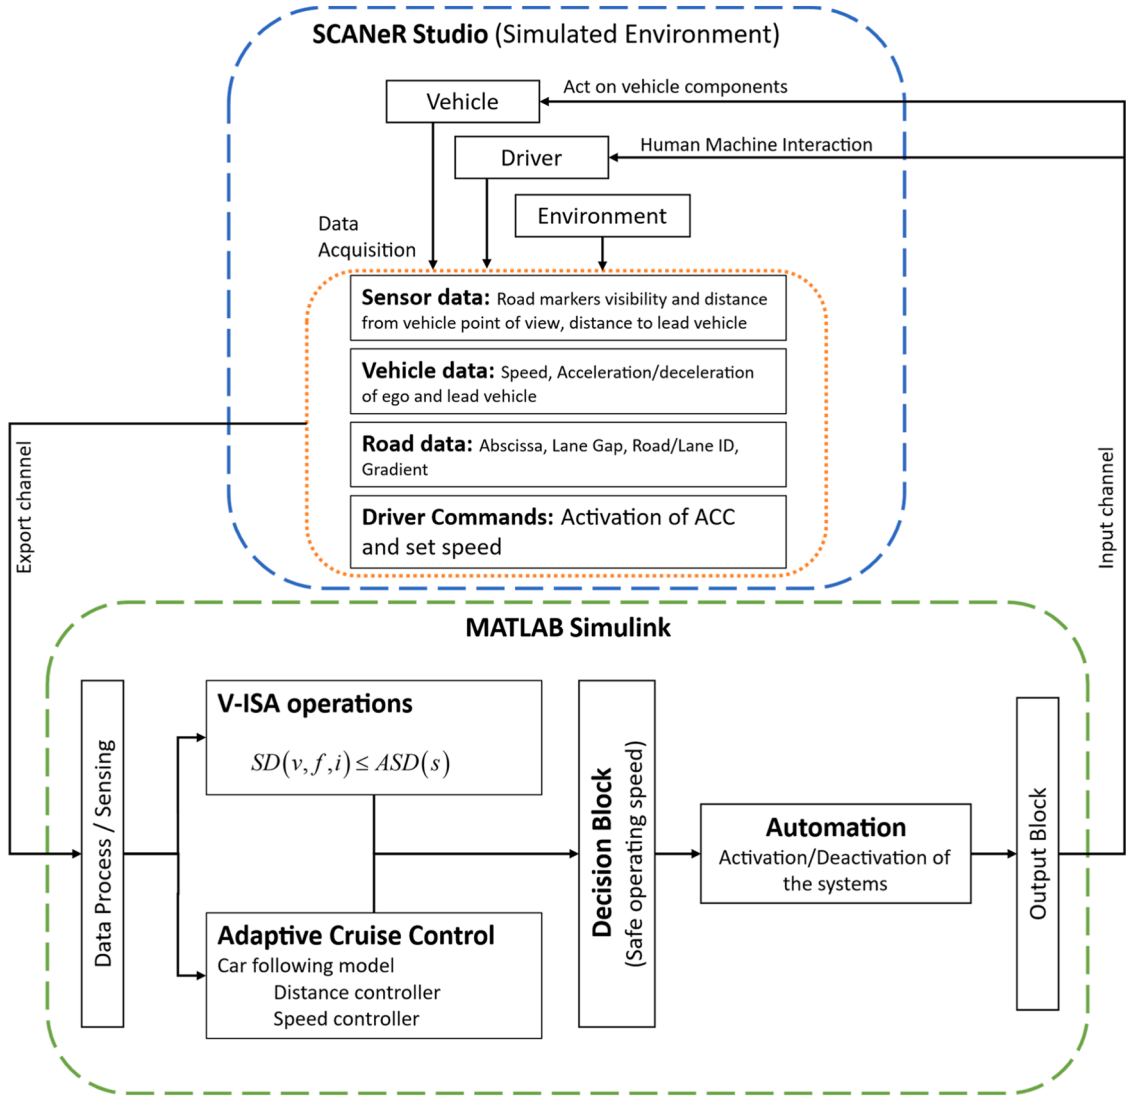 SCANeR Studio (Simulated Environment)
Vehicle
Act on vehicle components
Driver
Human Machine Interaction
Environment
Data
Acquisition
Sensor data: Road markers visibility and distance
from vehicle point of view, distance to lead vehicle
Vehicle data: Speed, Acceleration/deceleration
of ego and lead vehicle
Road data: Abscissa, Lane Gap, Road/Lane ID,
Gradient
Driver Commands: Activation of ACC
and set speed
Export channel
Input channel
MATLAB Simulink
Data Process / Sensing
V-ISA operations
SD(v,f,i) ≤ ASD(s)
Adaptive Cruise Control
Car following model
Distance controller
Speed controller
Decision Block
(Safe operating speed)
Automation
Activation/Deactivation of
the systems
Output Block